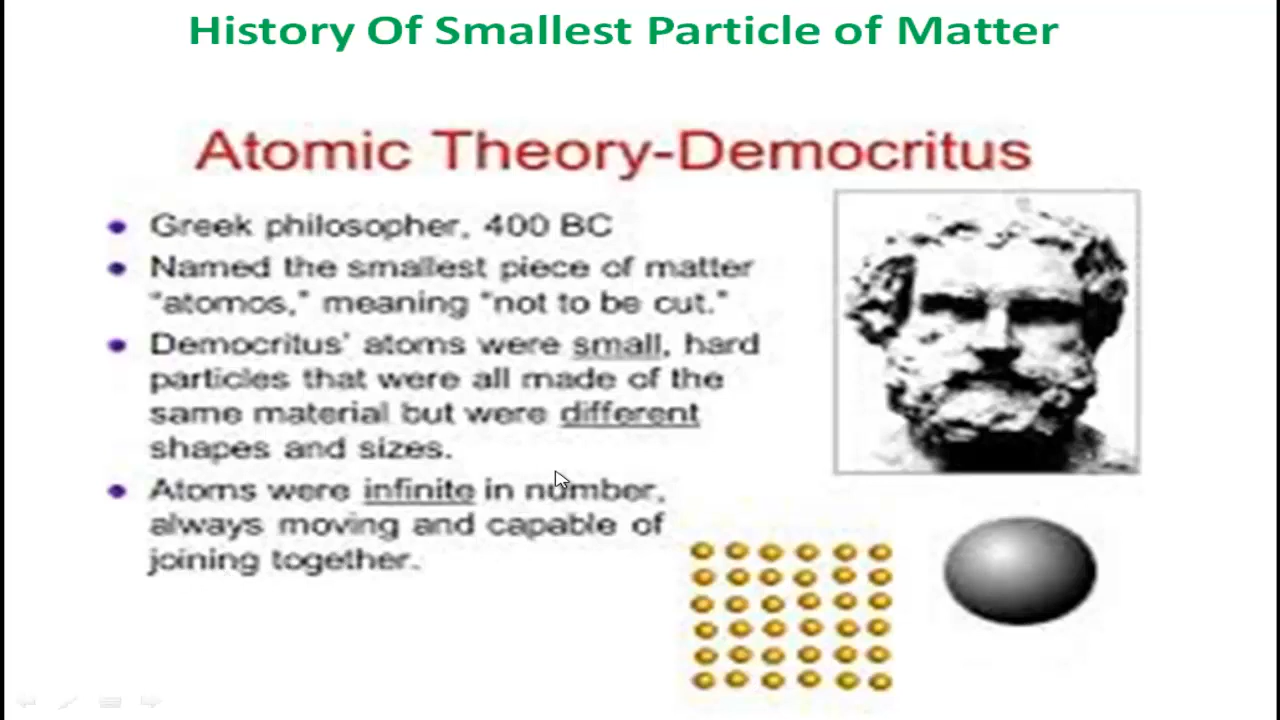 History Of Smallest Particle of Matter
Atomic Theory-Democritus
• Greek philosopher, 400 BC
• Named the smallest piece of matter
"atomos," meaning "not to be cut."
• Democritus' atoms were small, hard
particles that were all made of the
same material but were different
shapes and sizes.
• Atoms were infinite in number,
always moving and capable of
joining together.